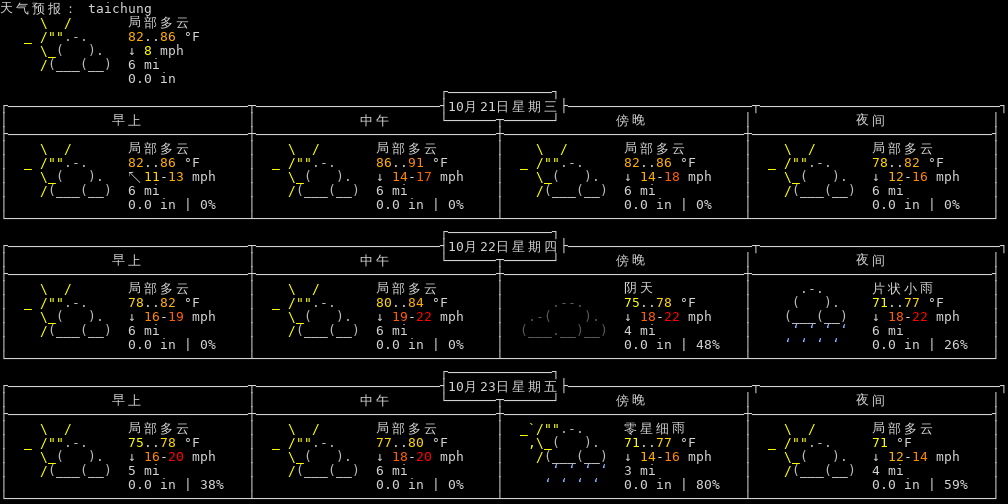 天气预报： taichung
局部多云
82..86 °F
↓ 8 mph
6 mi
0.0 in
10月21日星期三
早上 中午 傍晚 夜间
局部多云 局部多云 局部多云 局部多云
82..86 °F 86..91 °F 82..86 °F 78..82 °F
↖ 11-13 mph ↓ 14-17 mph ↓ 14-18 mph ↓ 12-16 mph
6 mi 6 mi 6 mi 6 mi
0.0 in | 0% 0.0 in | 0% 0.0 in | 0% 0.0 in | 0%
10月22日星期四
早上 中午 傍晚 夜间
局部多云 局部多云 阴天 片状小雨
78..82 °F 80..84 °F 75..78 °F 71..77 °F
↓ 16-19 mph ↓ 19-22 mph ↓ 18-22 mph ↓ 18-22 mph
6 mi 6 mi 4 mi 6 mi
0.0 in | 0% 0.0 in | 0% 0.0 in | 48% 0.0 in | 26%
10月23日星期五
早上 中午 傍晚 夜间
局部多云 局部多云 零星细雨 局部多云
75..78 °F 77..80 °F 71..77 °F 71 °F
↓ 16-20 mph ↓ 18-20 mph ↓ 14-16 mph ↓ 12-14 mph
5 mi 6 mi 3 mi 4 mi
0.0 in | 38% 0.0 in | 0% 0.0 in | 80% 0.0 in | 59%